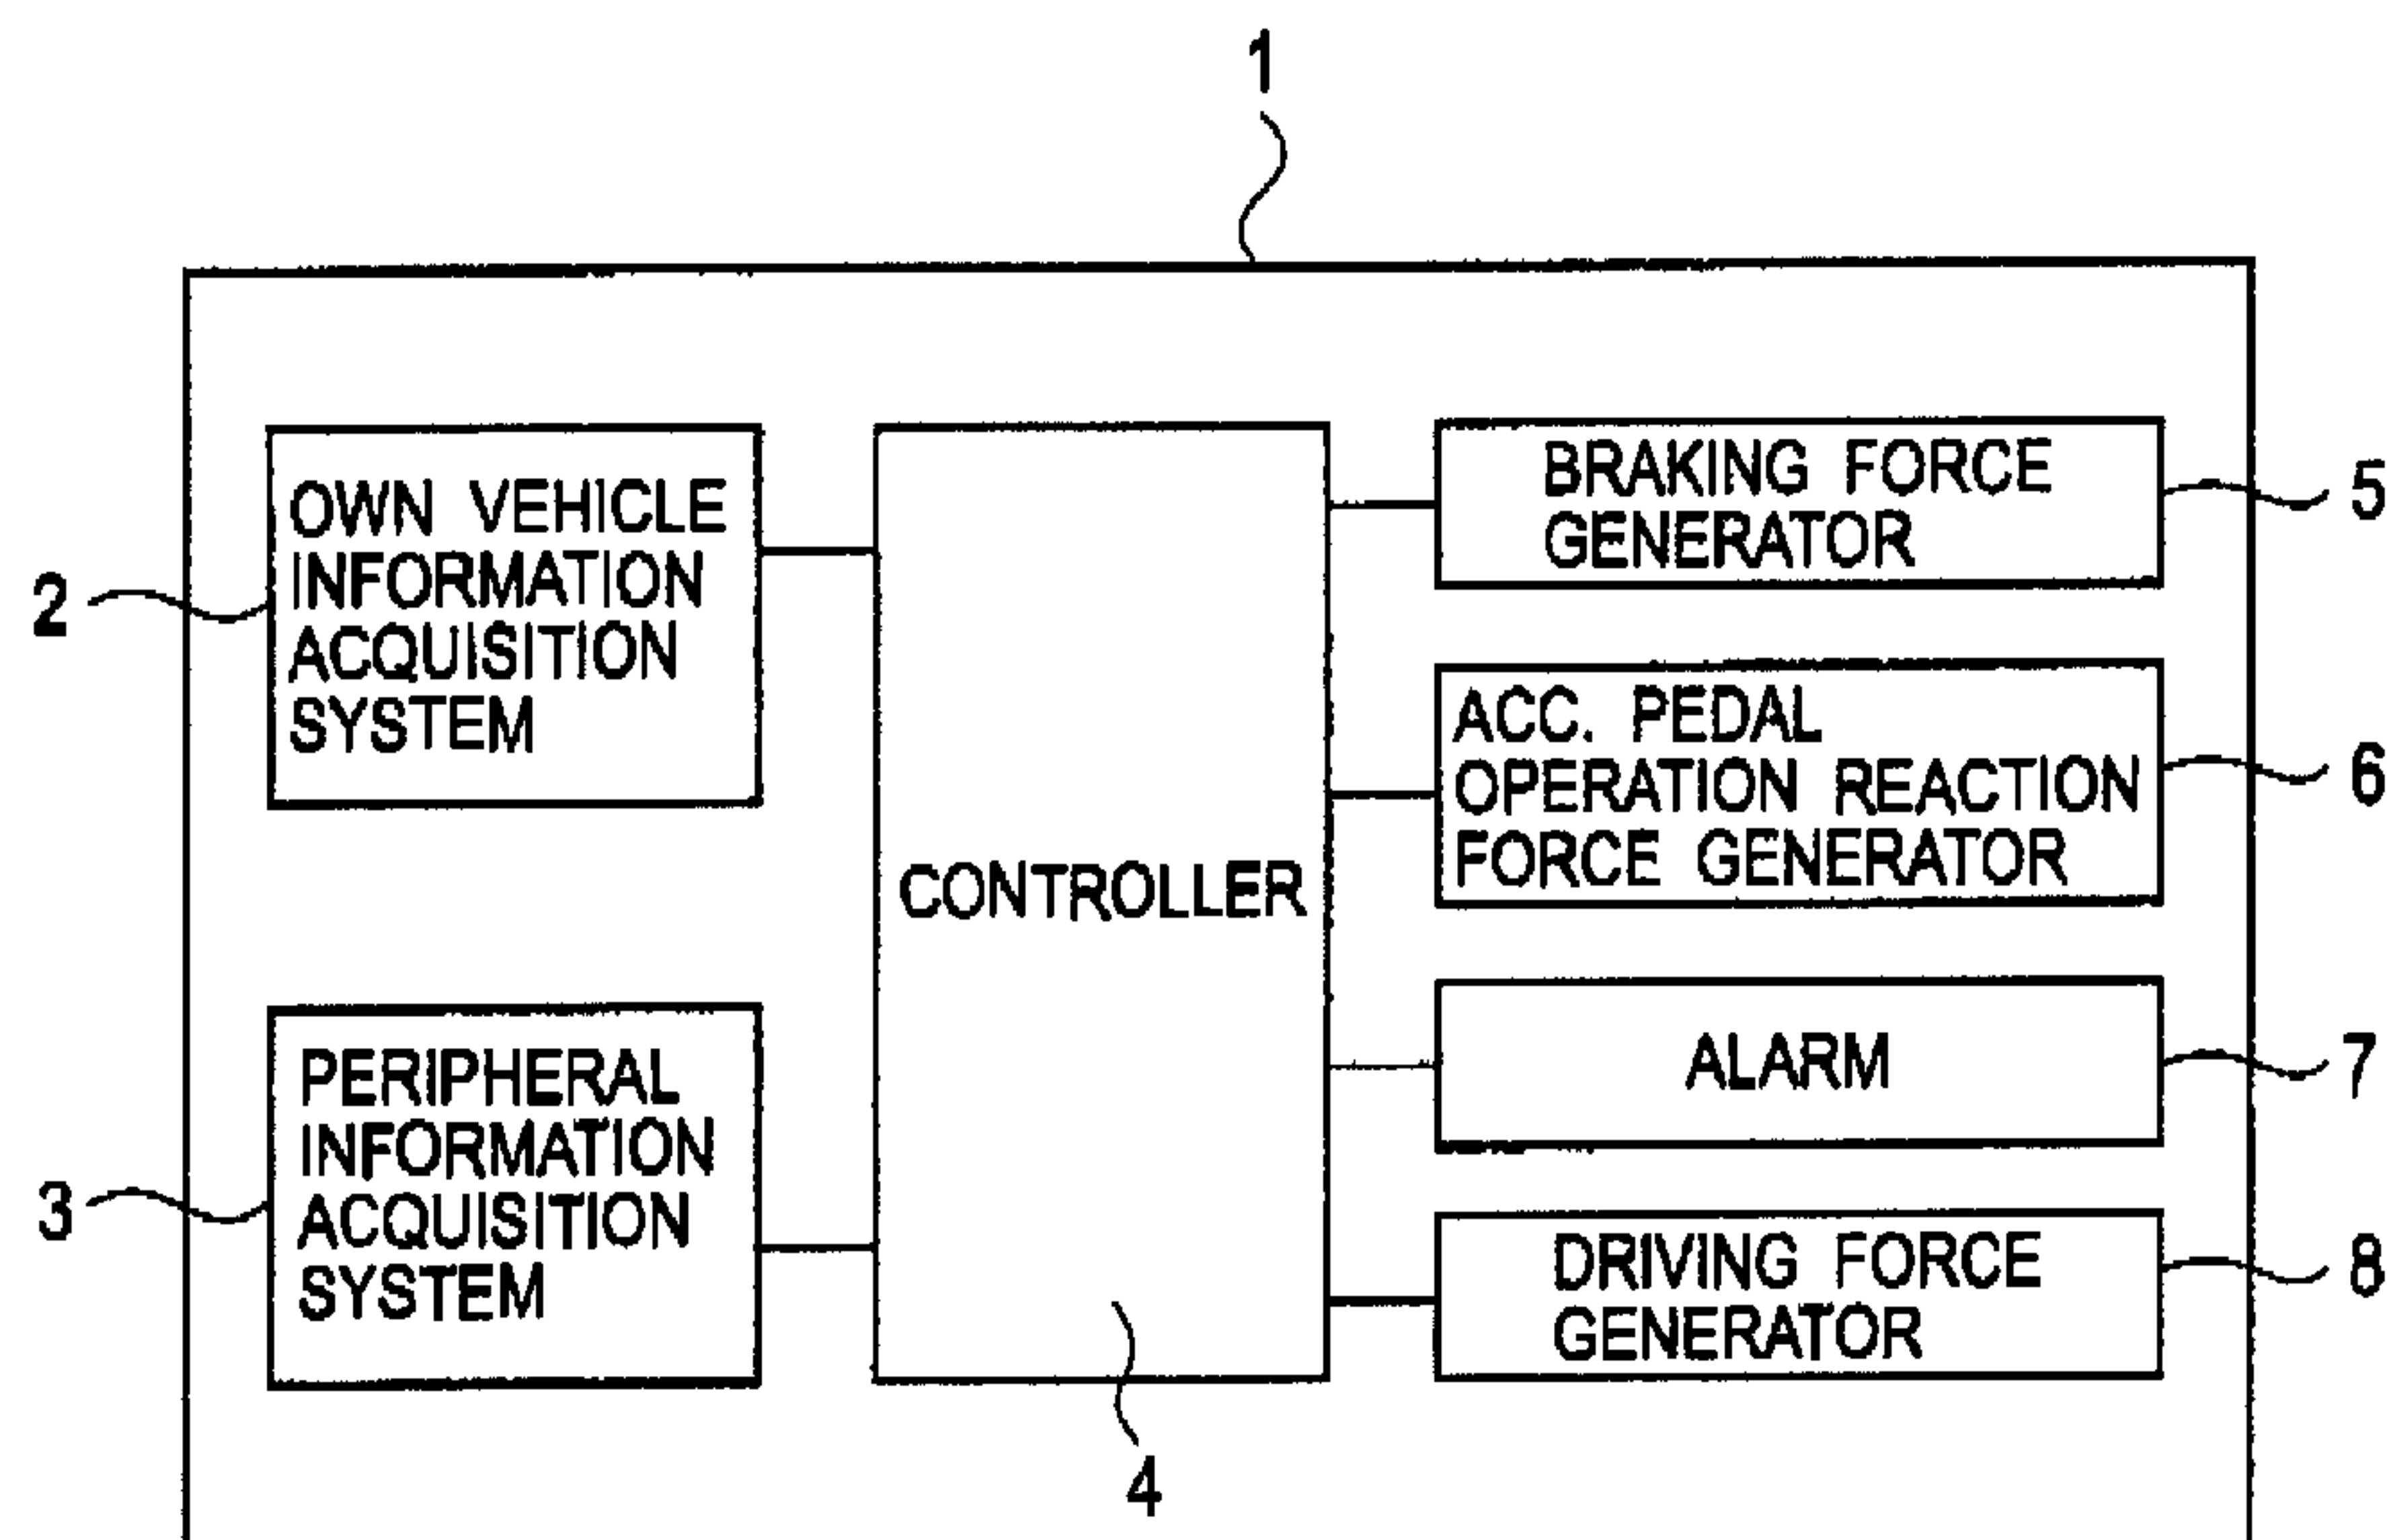 1
OWN VEHICLE
INFORMATION
ACQUISITION
SYSTEM
2
PERIPHERAL
INFORMATION
ACQUISITION
SYSTEM
3
CONTROLLER
4
BRAKING FORCE
GENERATOR
5
ACC. PEDAL
OPERATION REACTION
FORCE GENERATOR
6
ALARM
7
DRIVING FORCE
GENERATOR
8